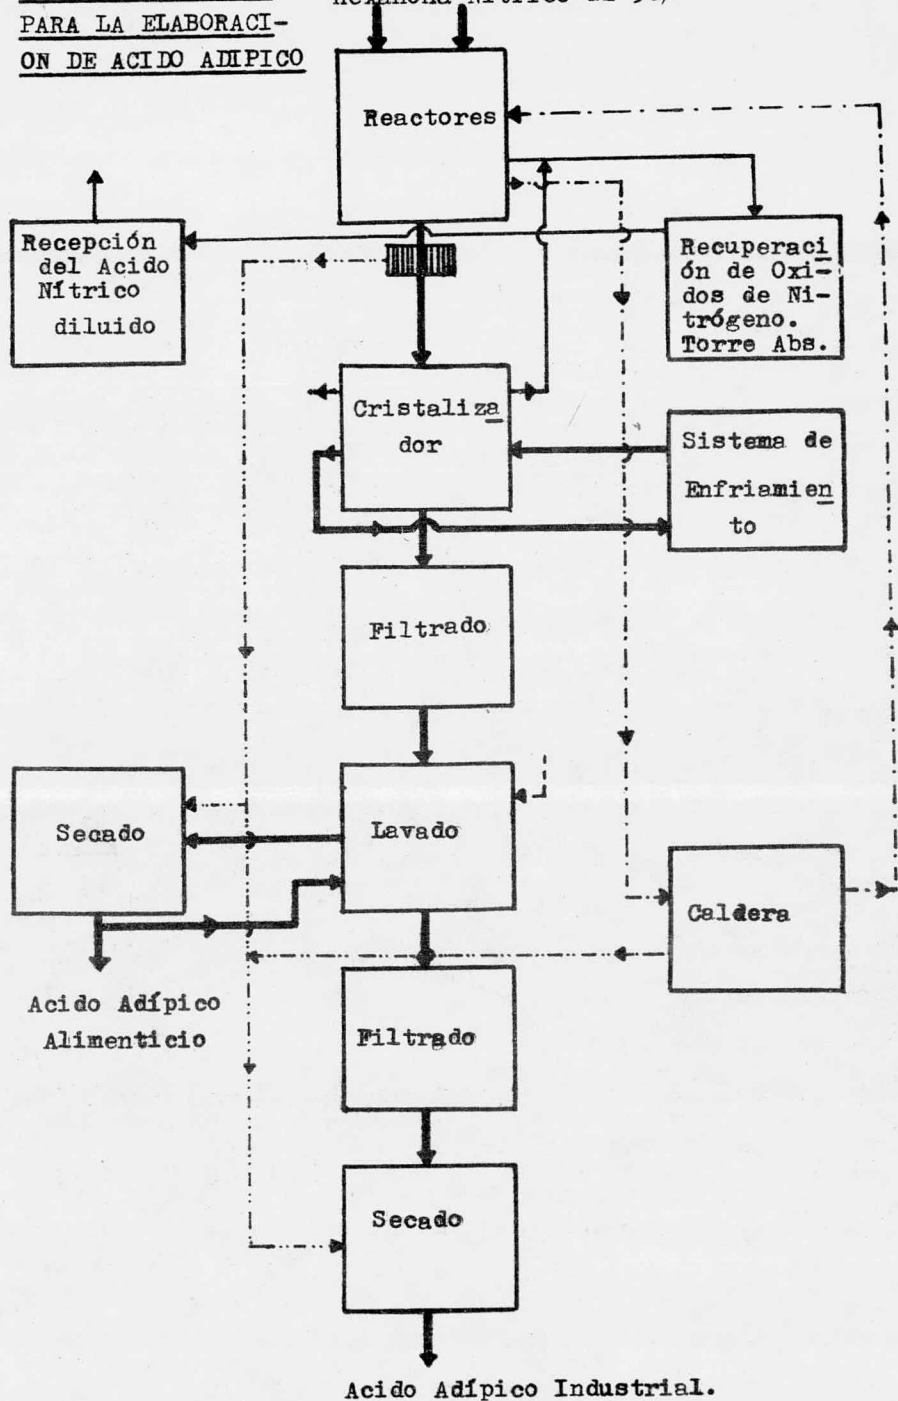 PARA LA ELABORACI-
ON DE ACIDO ADIPICO
Reactores
Recepción
del Acido
Nítrico
diluido
Recuperaci
ón de Oxi-
dos de Ni-
trógeno.
Torre Abs.
Cristaliza
dor
Sistema de
Enfriamien
to
Filtrado
Secado
Lavado
Caldera
Acido Adípico
Alimenticio
Filtrado
Secado
Acido Adípico Industrial.